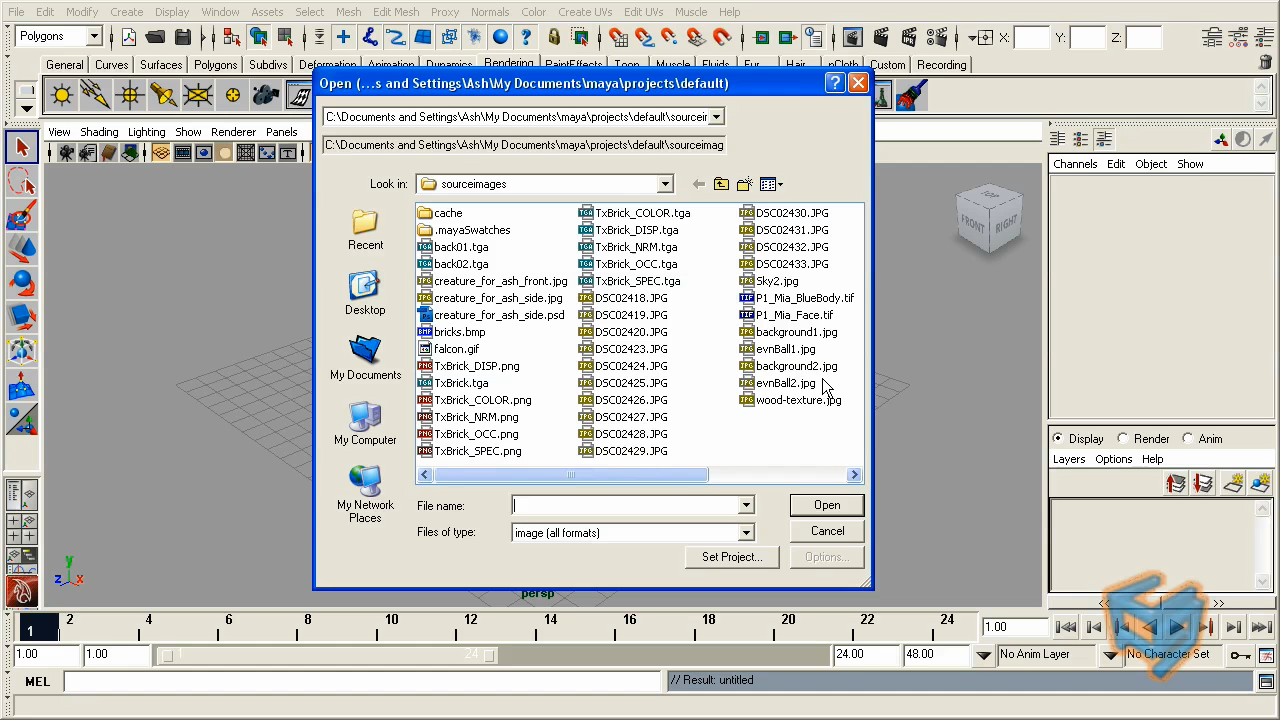 File Edit Modify Create Display Window Assets Select Mesh Edit Mesh Proxy Normals Color Create UVs Edit UVs Muscle Help
Polygons X: Y: Z:
General Curves Surfaces Polygons Subdivs Deformation Animation Dynamics Rendering PaintEffects Toon Muscle Fluids Fur Hair nCloth Custom Recording
Open (...s and Settings\Ash\My Documents\maya\projects\default)
C:\Documents and Settings\Ash\My Documents\maya\projects\default\sourceir
View Shading Lighting Show Renderer Panels
C:\Documents and Settings\Ash\My Documents\maya\projects\default\sourceimag
Channels Edit Object Show
Look in: sourceimages
Recent
Desktop
My Documents
My Computer
My Network Places
cache
.mayaSwatches
back01.tga
back02.tga
creature_for_ash_front.jpg
creature_for_ash_side.jpg
creature_for_ash_side.psd
bricks.bmp
falcon.gif
TxBrick_DISP.png
TxBrick.tga
TxBrick_COLOR.png
TxBrick_NRM.png
TxBrick_OCC.png
TxBrick_SPEC.png
TxBrick_COLOR.tga
TxBrick_DISP.tga
TxBrick_NRM.tga
TxBrick_OCC.tga
TxBrick_SPEC.tga
DSC02418.JPG
DSC02419.JPG
DSC02420.JPG
DSC02423.JPG
DSC02424.JPG
DSC02425.JPG
DSC02426.JPG
DSC02427.JPG
DSC02428.JPG
DSC02429.JPG
DSC02430.JPG
DSC02431.JPG
DSC02432.JPG
DSC02433.JPG
Sky2.jpg
P1_Mia_BlueBody.tif
P1_Mia_Face.tif
background1.jpg
evnBall1.jpg
background2.jpg
evnBall2.jpg
wood-texture.jpg
File name: Open
Files of type: image (all formats) Cancel
Set Project... Options...
TOP
FRONT RIGHT
Display Render Anim
Layers Options Help
y
z x
persp
1 2 4 6 8 10 12 14 16 18 20 22 24 1.00
1.00 1.00 1 24 24.00 48.00 No Anim Layer No Character Set
MEL // Result: untitled